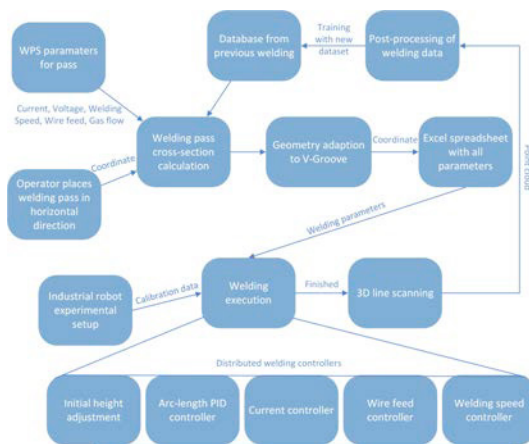 WPS paramaters
for pass
Database from
previous welding
Training
with new
dataset
Post-processing of
welding data
Current, Voltage, Welding
Speed, Wire feed, Gas flow
Coordinate
Operator places
welding pass in
horizontal
direction
Welding pass
cross-section
calculation
Geometry adaption
to V-Groove
Coordinate
Excel spreadsheet
with all
parameters
Point cloud
Welding parameters
Industrial robot
experimental
setup
Calibration data
Welding
execution
Finished
3D line scanning
Distributed welding controllers
Initial height
adjustment
Arc-length PID
controller
Current controller
Wire feed
controller
Welding speed
controller